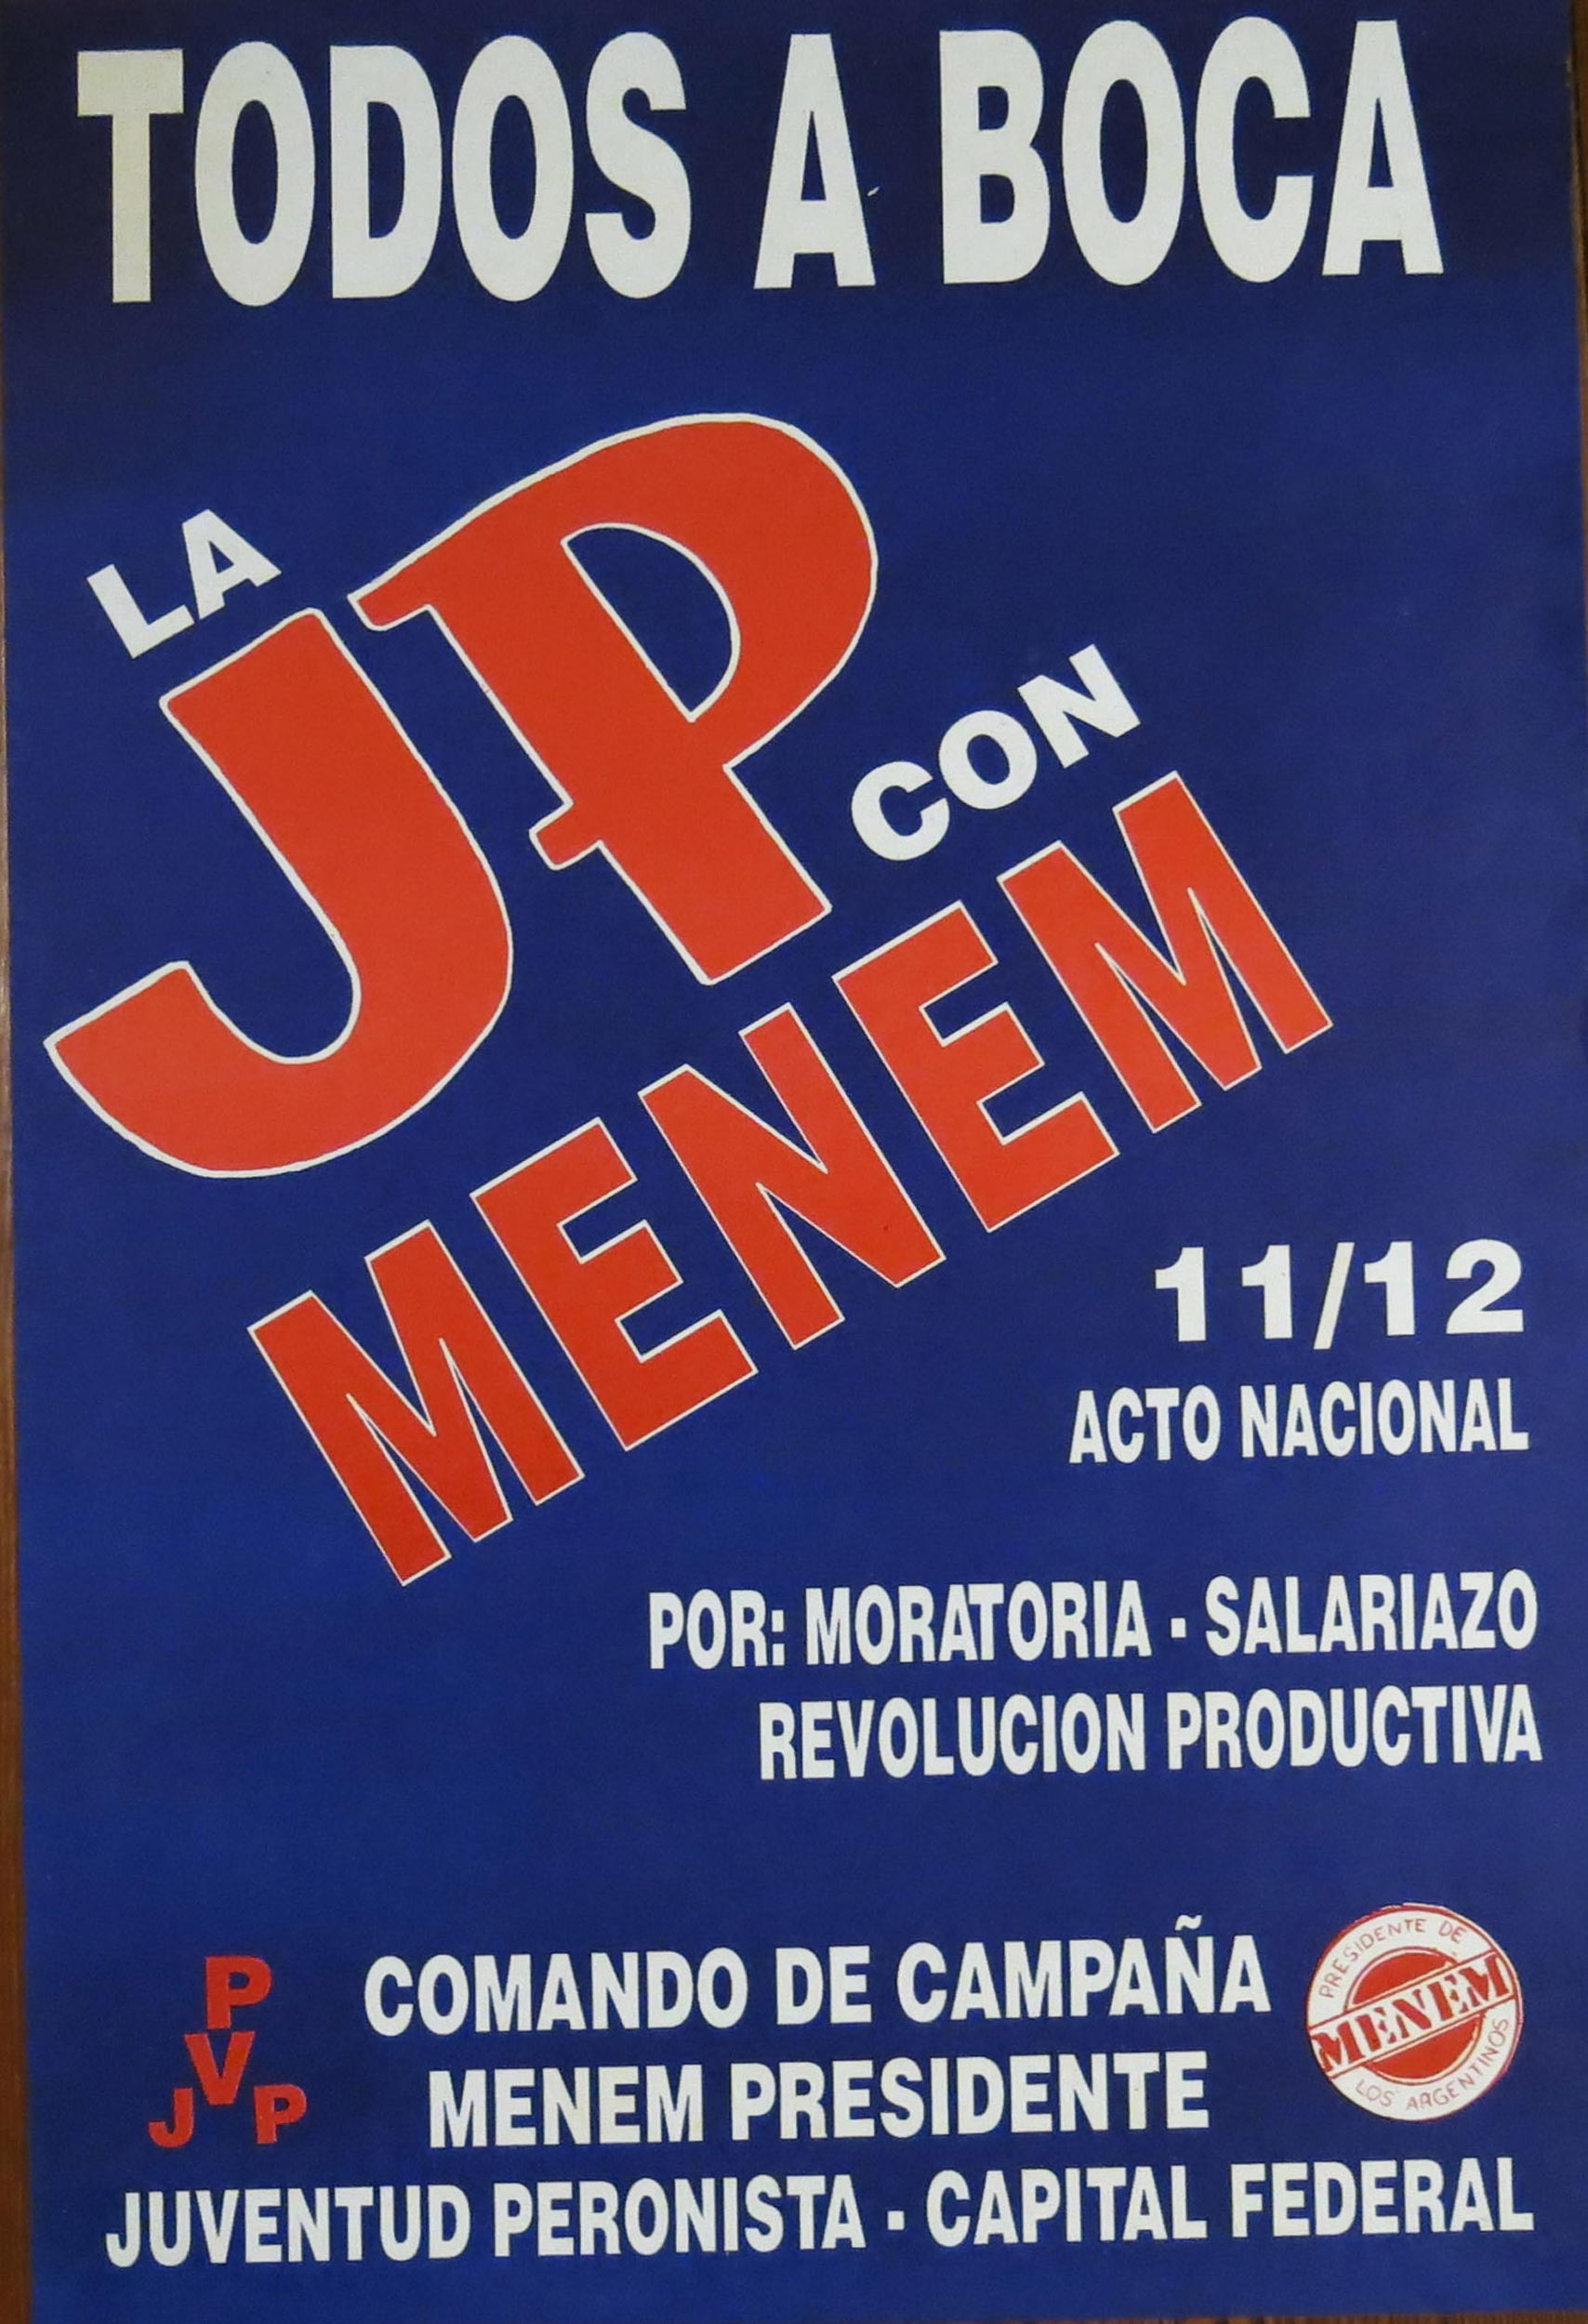 TODOS A BOCA
LA
JP
CON
MENEM
11/12
ACTO NACIONAL
POR: MORATORIA - SALARIAZO
REVOLUCION PRODUCTIVA
P
V
J P
COMANDO DE CAMPAÑA
MENEM PRESIDENTE
JUVENTUD PERONISTA - CAPITAL FEDERAL
PRESIDENTE DE
MENEM
LOS ARGENTINOS